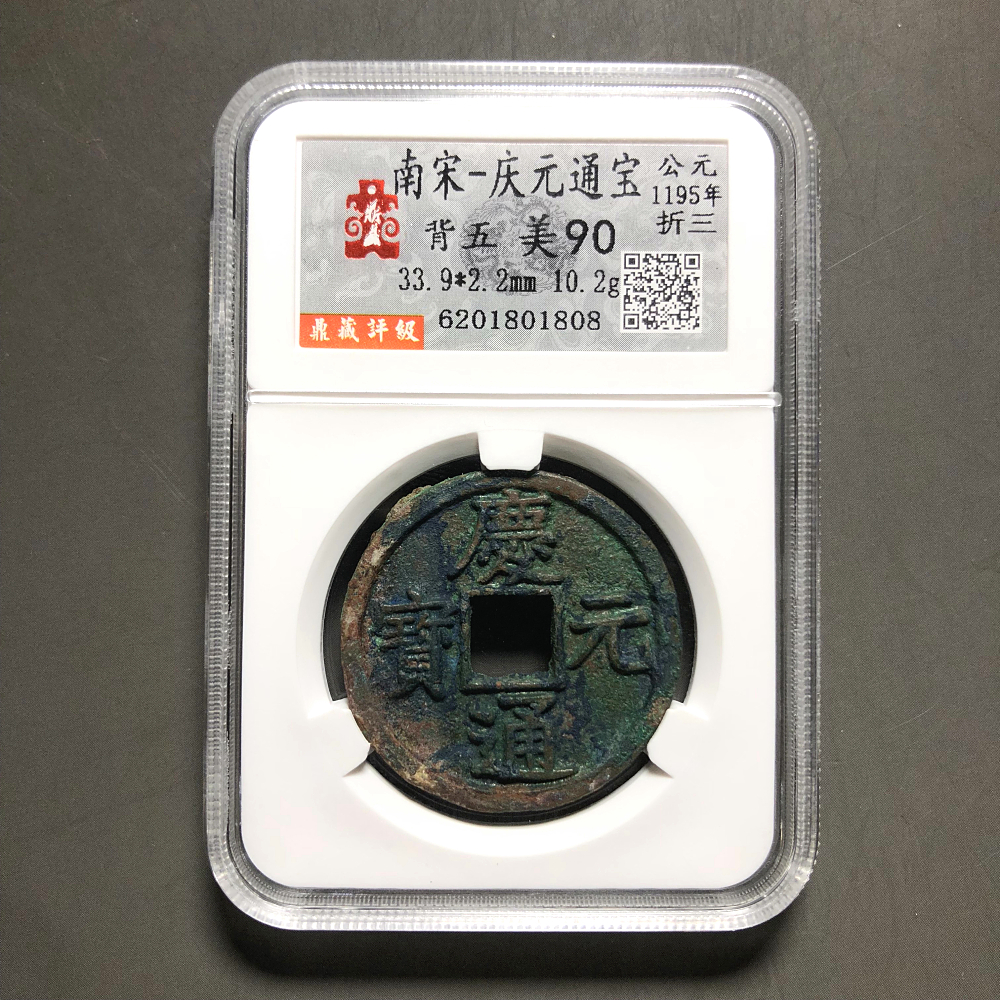 南宋-庆元通宝
公元
1195年
折三
背五 美90
33.9*2.2mm 10.2g
6201801808
鼎藏評級
慶元通寶